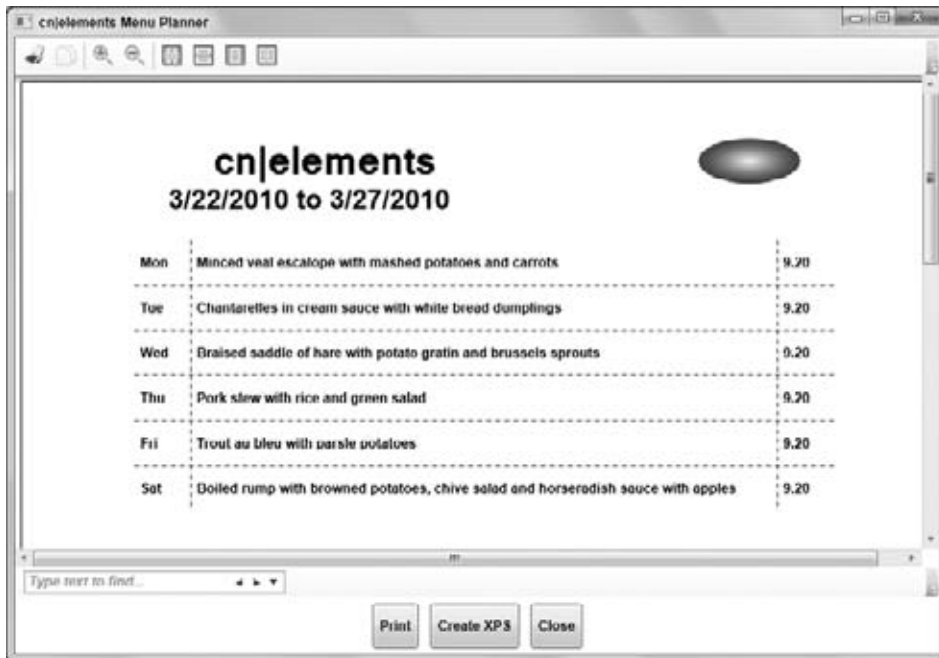 cn|elements Menu Planner
cn|elements
3/22/2010 to 3/27/2010
Mon Minced veal escalope with mashed potatoes and carrots 9.20
Tue Chantarelles in cream sauce with white bread dumplings 9.20
Wed Braised saddle of hare with potato gratin and brussels sprouts 9.20
Thu Pork stew with rice and green salad 9.20
Fri Trout au bleu with parsle potatoes 9.20
Sat Boiled rump with browned potatoes, chive salad and horseradish sauce with apples 9.20
Type text to find...
Print Create XPS Close